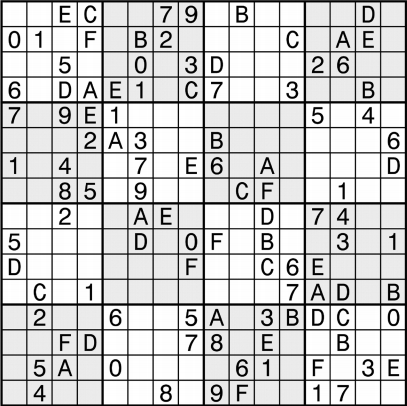 E C 7 9 B D
0 1 F B 2 C A E
5 0 3 D 2 6
6 D A E 1 C 7 3 B
7 9 E 1 5 4
2 A 3 B 6
1 4 7 E 6 A D
8 5 9 C F 1
2 A E D 7 4
5 D 0 F B 3 1
D F C 6 E
C 1 7 A D B
2 6 5 A 3 B D C 0
F D 7 8 E B
5 A 0 6 1 F 3 E
4 8 9 F 1 7